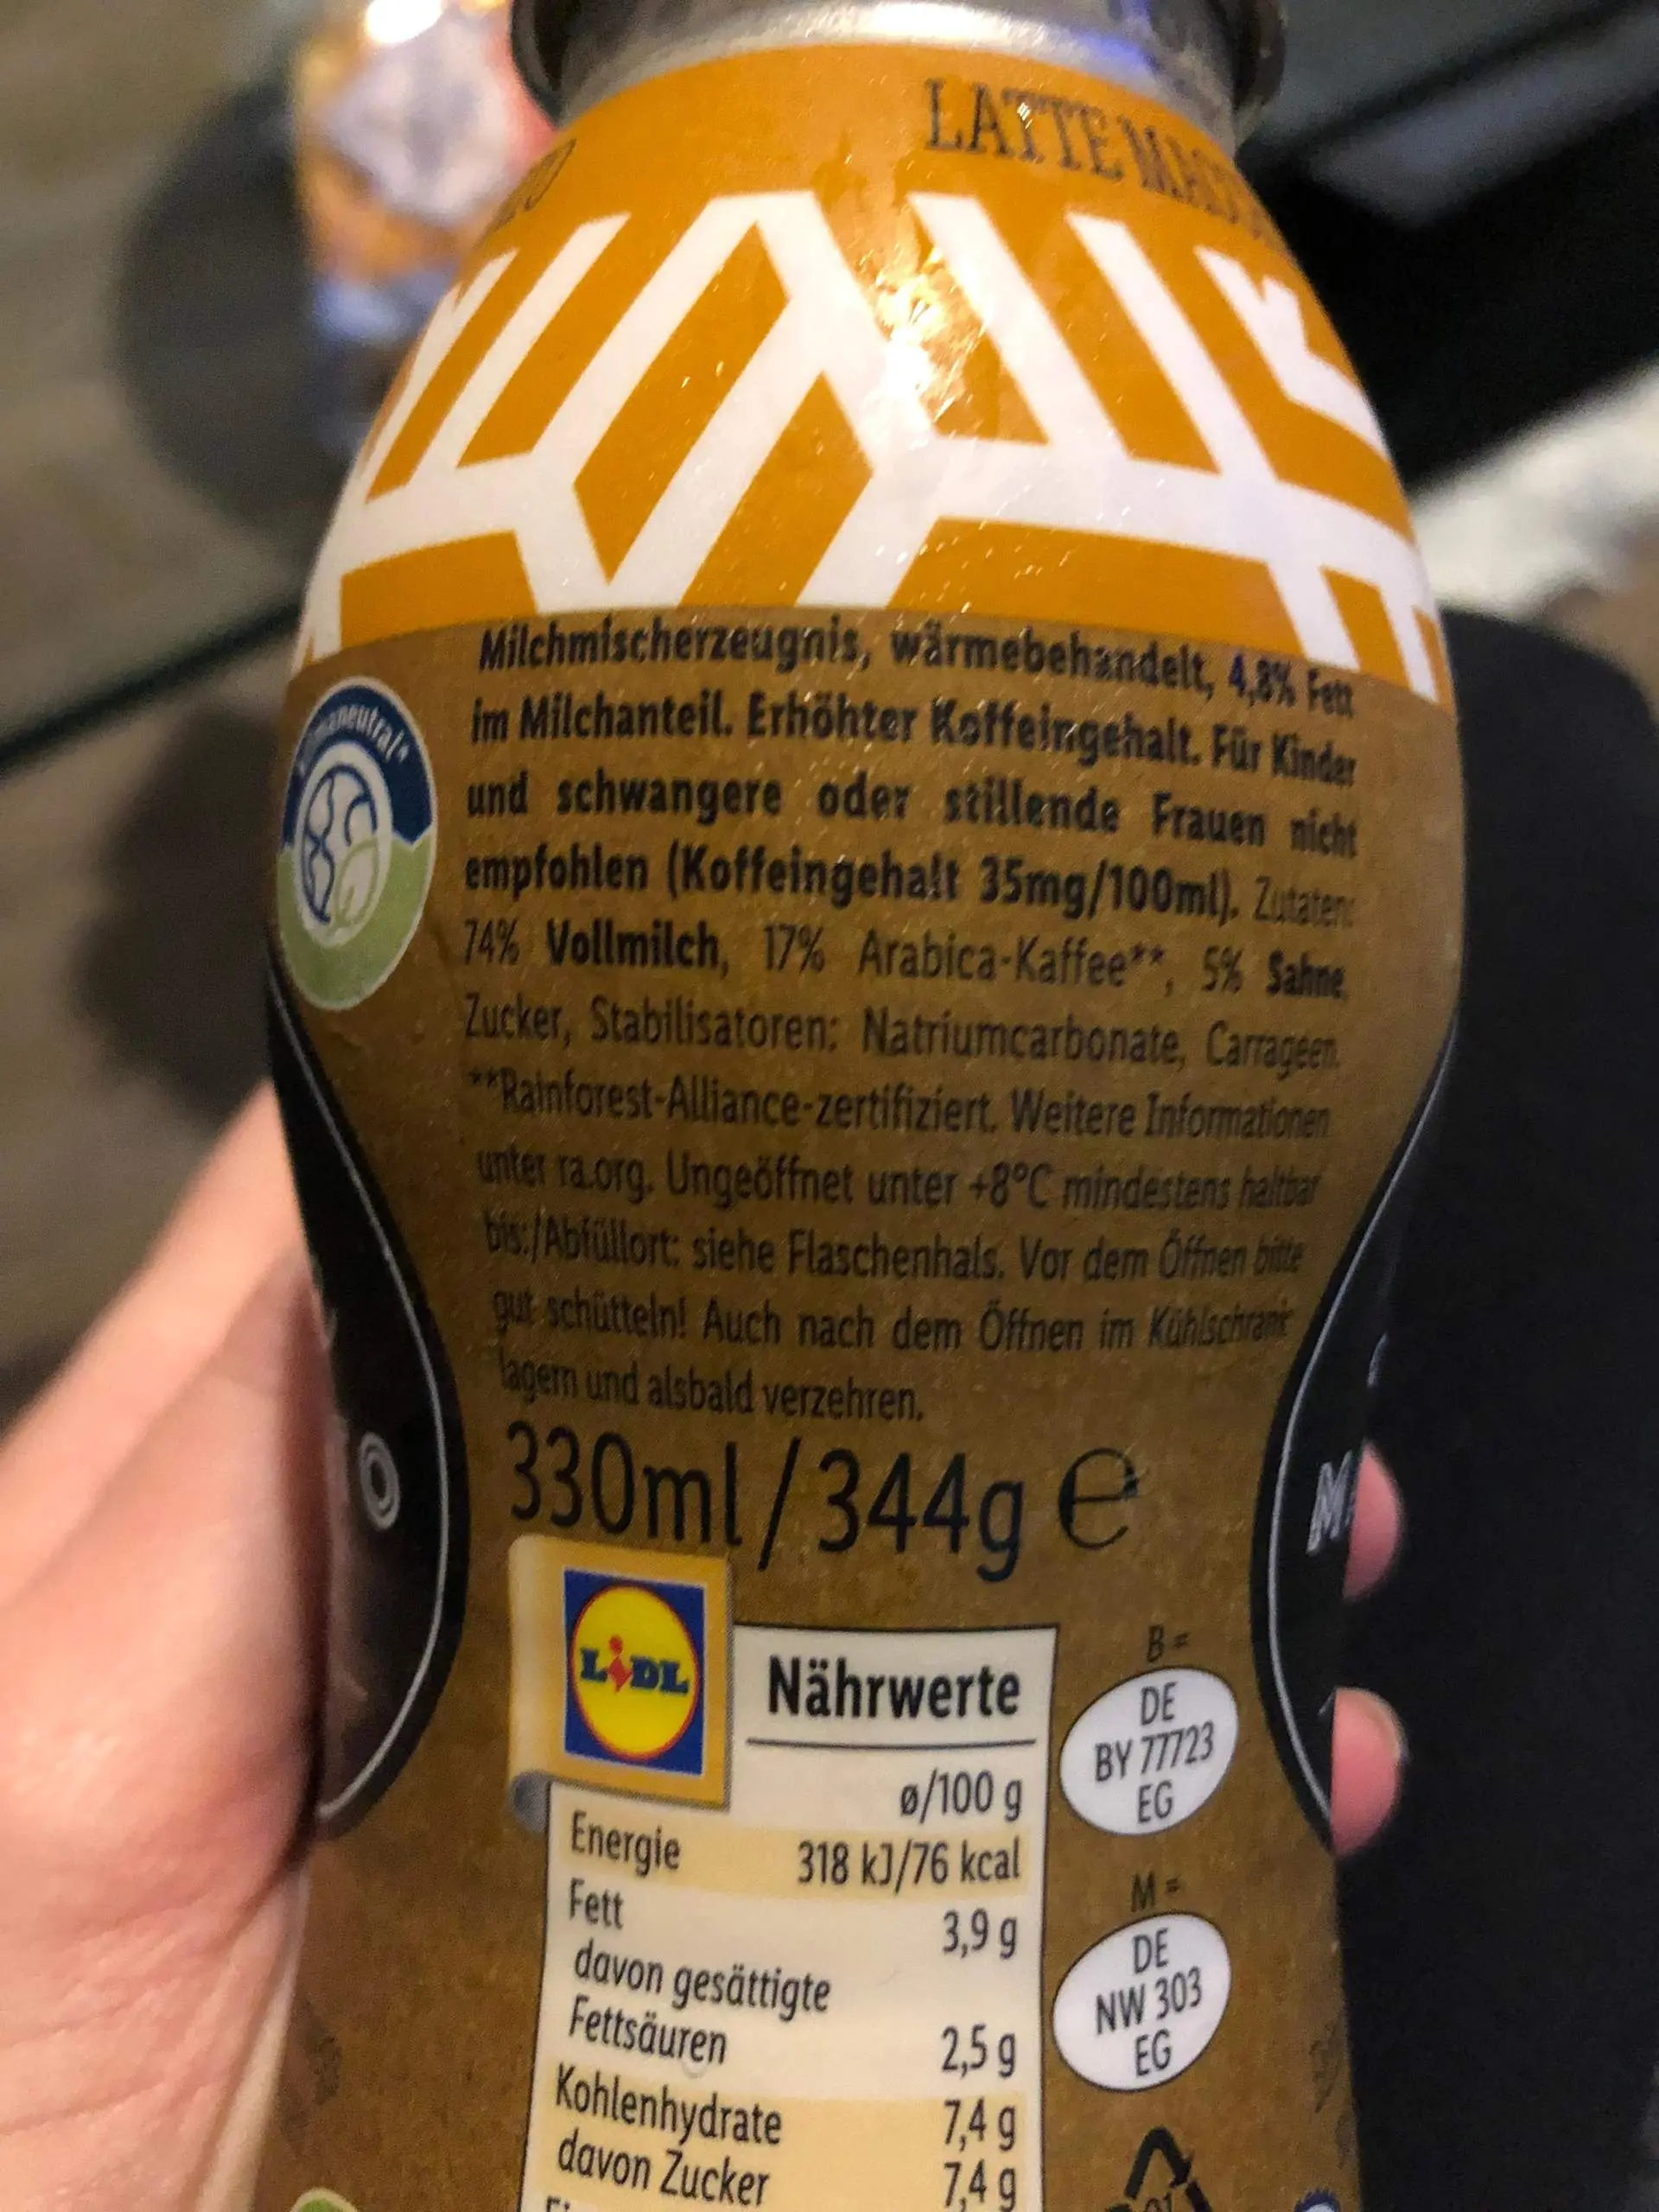 LATTE
Milchmischerzeugnis, wärmebehandelt, 4,8% Fett
im Milchanteil. Erhöhter Koffeingehalt. Für Kinder
und schwangere oder stillende Frauen nicht
empfohlen (Koffeingehalt 35mg/100ml). Zutaten:
74% Vollmilch, 17% Arabica-Kaffee**, 5% Sahne,
Zucker, Stabilisatoren: Natriumcarbonate, Carrageen.
**Rainforest-Alliance-zertifiziert. Weitere Informationen
unter ra.org. Ungeöffnet unter +8°C mindestens haltbar
bis:/Abfüllort: siehe Flaschenhals. Vor dem Öffnen bitte
gut schütteln! Auch nach dem Öffnen im Kühlschrank
lagern und alsbald verzehren.
330ml/344g e
LiDL
Nährwerte
ø/100 g
Energie 318 kJ/76 kcal
Fett 3,9 g
davon gesättigte
Fettsäuren 2,5 g
Kohlenhydrate 7,4 g
davon Zucker 7,4 g
B =
DE
BY 77723
EG
M =
DE
NW 303
EG